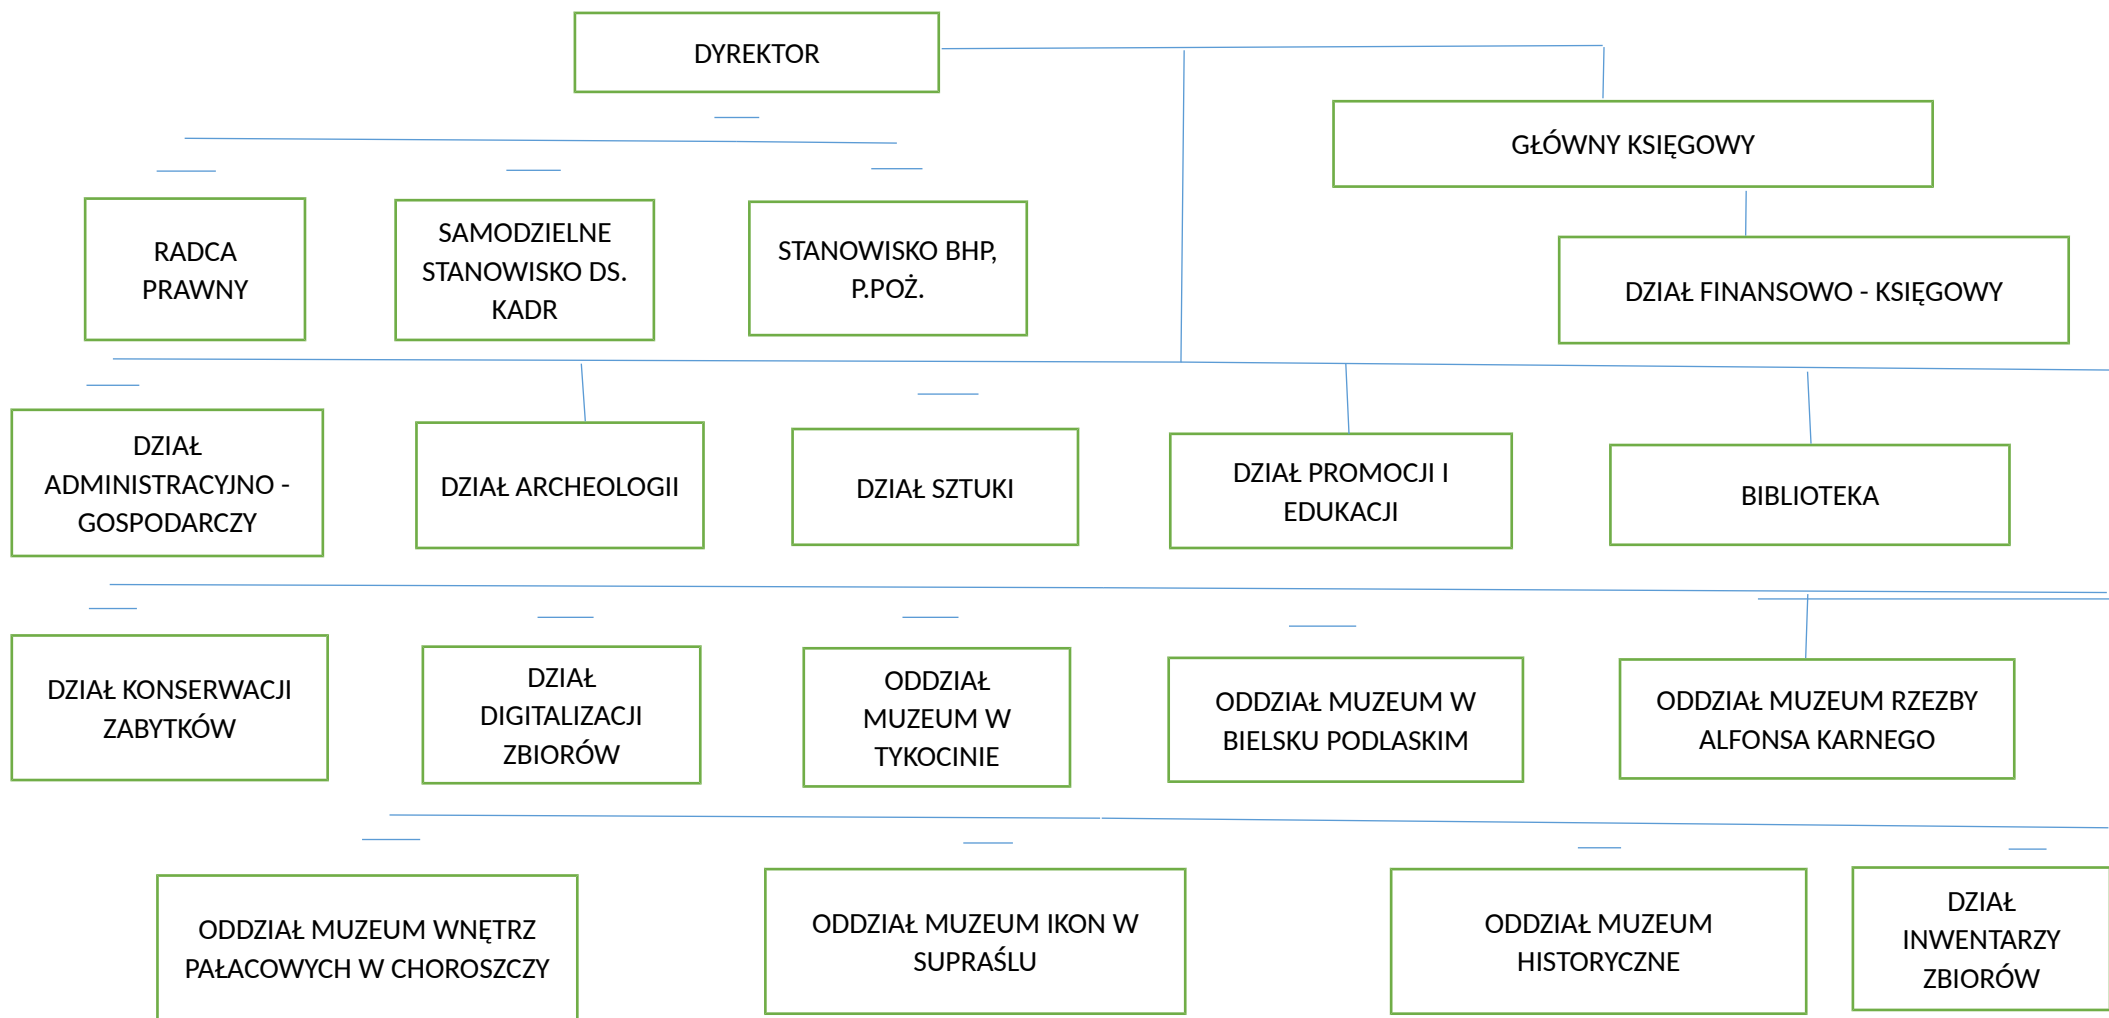 DYREKTOR
GŁÓWNY KSIĘGOWY
RADCA
PRAWNY
SAMODZIELNE
STANOWISKO DS.
KADR
STANOWISKO BHP,
P.POŻ.
DZIAŁ FINANSOWO - KSIĘGOWY
DZIAŁ
ADMINISTRACYJNO -
GOSPODARCZY
DZIAŁ ARCHEOLOGII
DZIAŁ SZTUKI
DZIAŁ PROMOCJI I
EDUKACJI
BIBLIOTEKA
DZIAŁ KONSERWACJI
ZABYTKÓW
DZIAŁ
DIGITALIZACJI
ZBIORÓW
ODDZIAŁ
MUZEUM W
TYKOCINIE
ODDZIAŁ MUZEUM W
BIELSKU PODLASKIM
ODDZIAŁ MUZEUM RZEZBY
ALFONSA KARNEGO
ODDZIAŁ MUZEUM WNĘTRZ
PAŁACOWYCH W CHOROSZCZY
ODDZIAŁ MUZEUM IKON W
SUPRAŚLU
ODDZIAŁ MUZEUM
HISTORYCZNE
DZIAŁ
INWENTARZY
ZBIORÓW